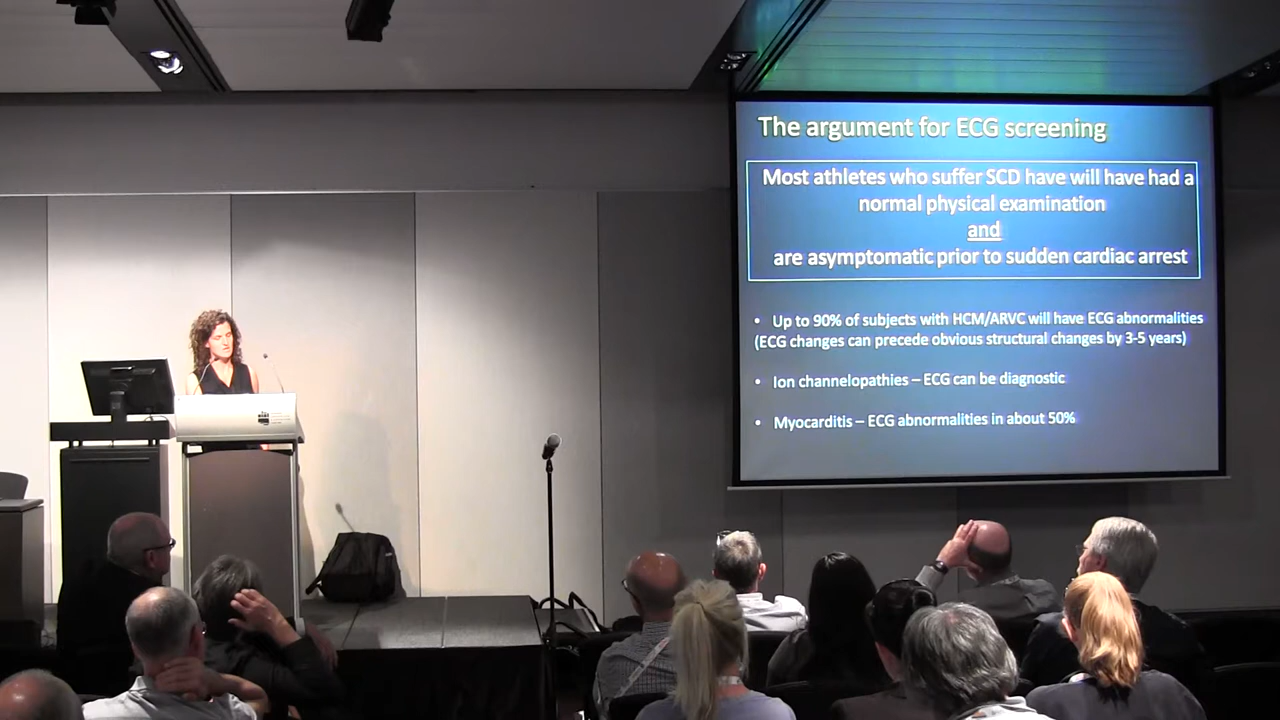 The argument for ECG screening
Most athletes who suffer SCD have will have had a
normal physical examination
and
are asymptomatic prior to sudden cardiac arrest
• Up to 90% of subjects with HCM/ARVC will have ECG abnormalities
(ECG changes can precede obvious structural changes by 3-5 years)
• Ion channelopathies – ECG can be diagnostic
• Myocarditis – ECG abnormalities in about 50%